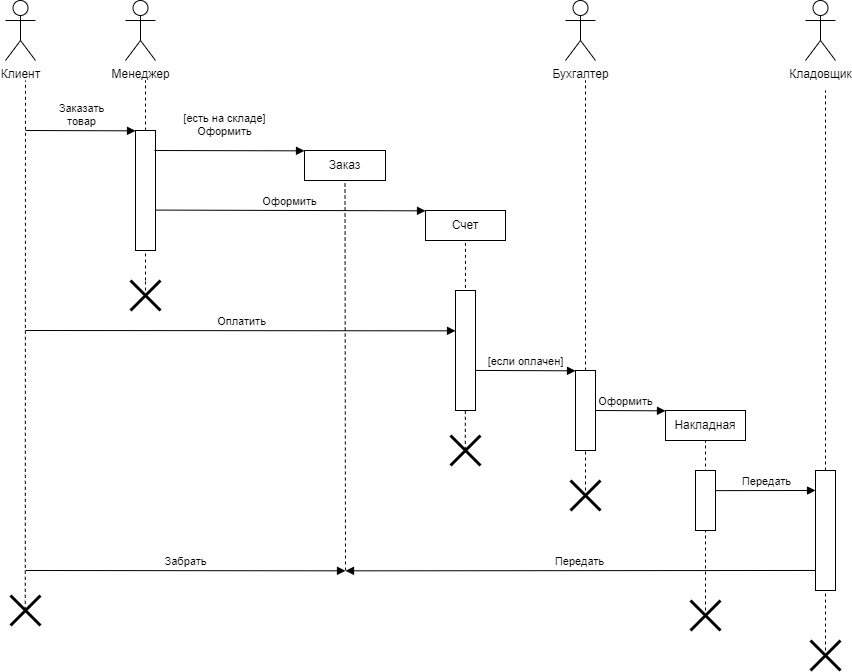 Клиент
Менеджер
Бухгалтер
Кладовщик
Заказать
товар
[есть на складе]
Оформить
Заказ
Оформить
Счет
Оплатить
[если оплачен]
Оформить
Накладная
Передать
Забрать
Передать